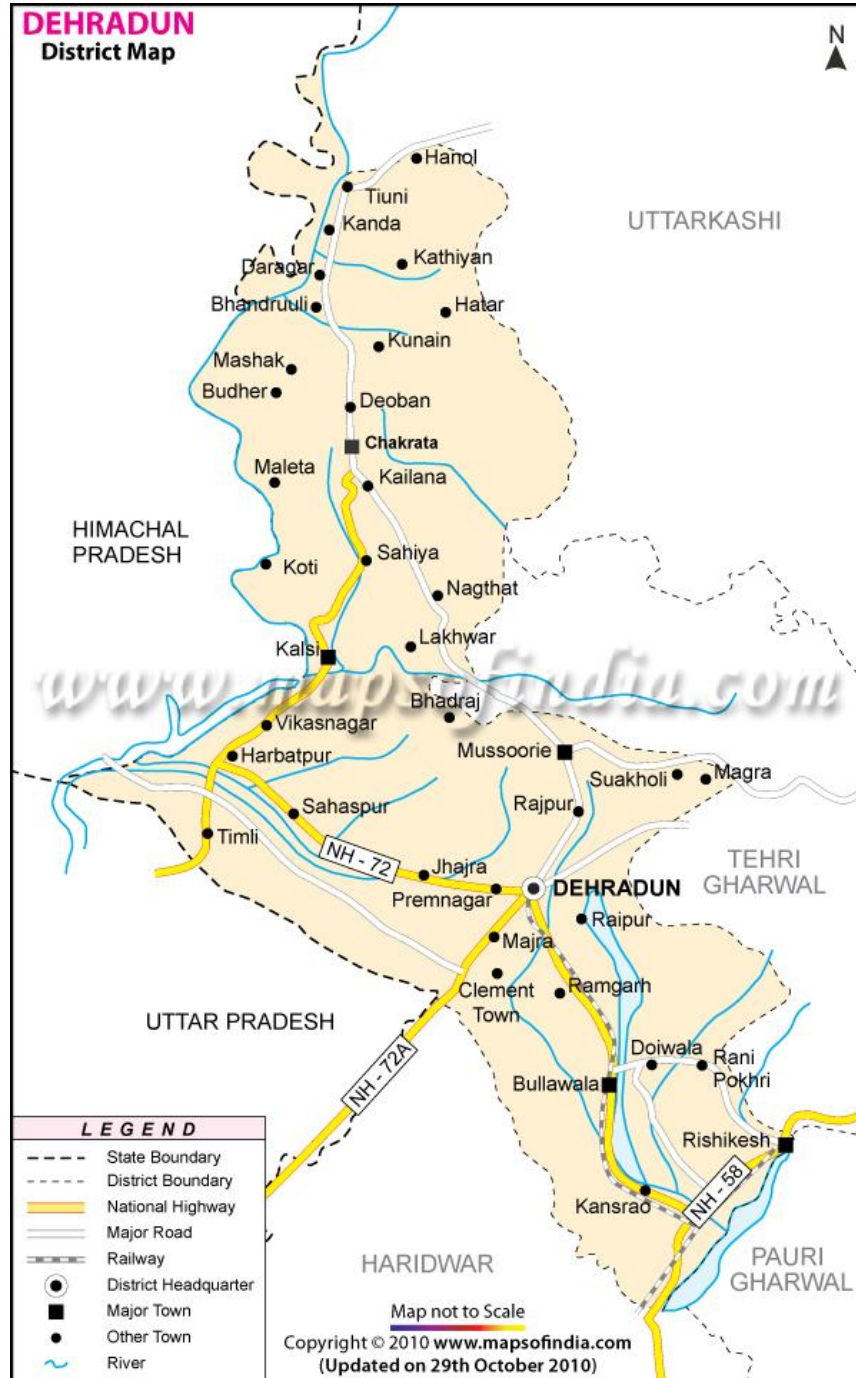 DEHRADUN
District Map
N
Hanol
Tiuni
UTTARKASHI
Kanda
Kathiyan
Daragar
Bhandruuli
Hatar
Kunain
Mashak
Budher
Deoban
Chakrata
Maleta
Kailana
HIMACHAL
PRADESH
Sahiya
Koti
Nagthat
Lakhwar
Kalsi
www.mapsofindia.com
Bhadraj
Vikasnagar
Mussoorie
Harbatpur
Suakholi
Magra
Sahaspur
Rajpur
Timli
NH - 72
Jhajra
TEHRI
GHARWAL
Premnagar
DEHRADUN
Raipur
Majra
Clement
Town
Ramgarh
UTTAR PRADESH
NH - 72A
Doiwala
Rani
Pokhri
Bullawala
Rishikesh
Kansrao
NH - 58
HARIDWAR
PAURI
GHARWAL
LEGEND
State Boundary
District Boundary
National Highway
Major Road
Railway
District Headquarter
Major Town
Other Town
River
Map not to Scale
Copyright © 2010 www.mapsofindia.com
(Updated on 29th October 2010)